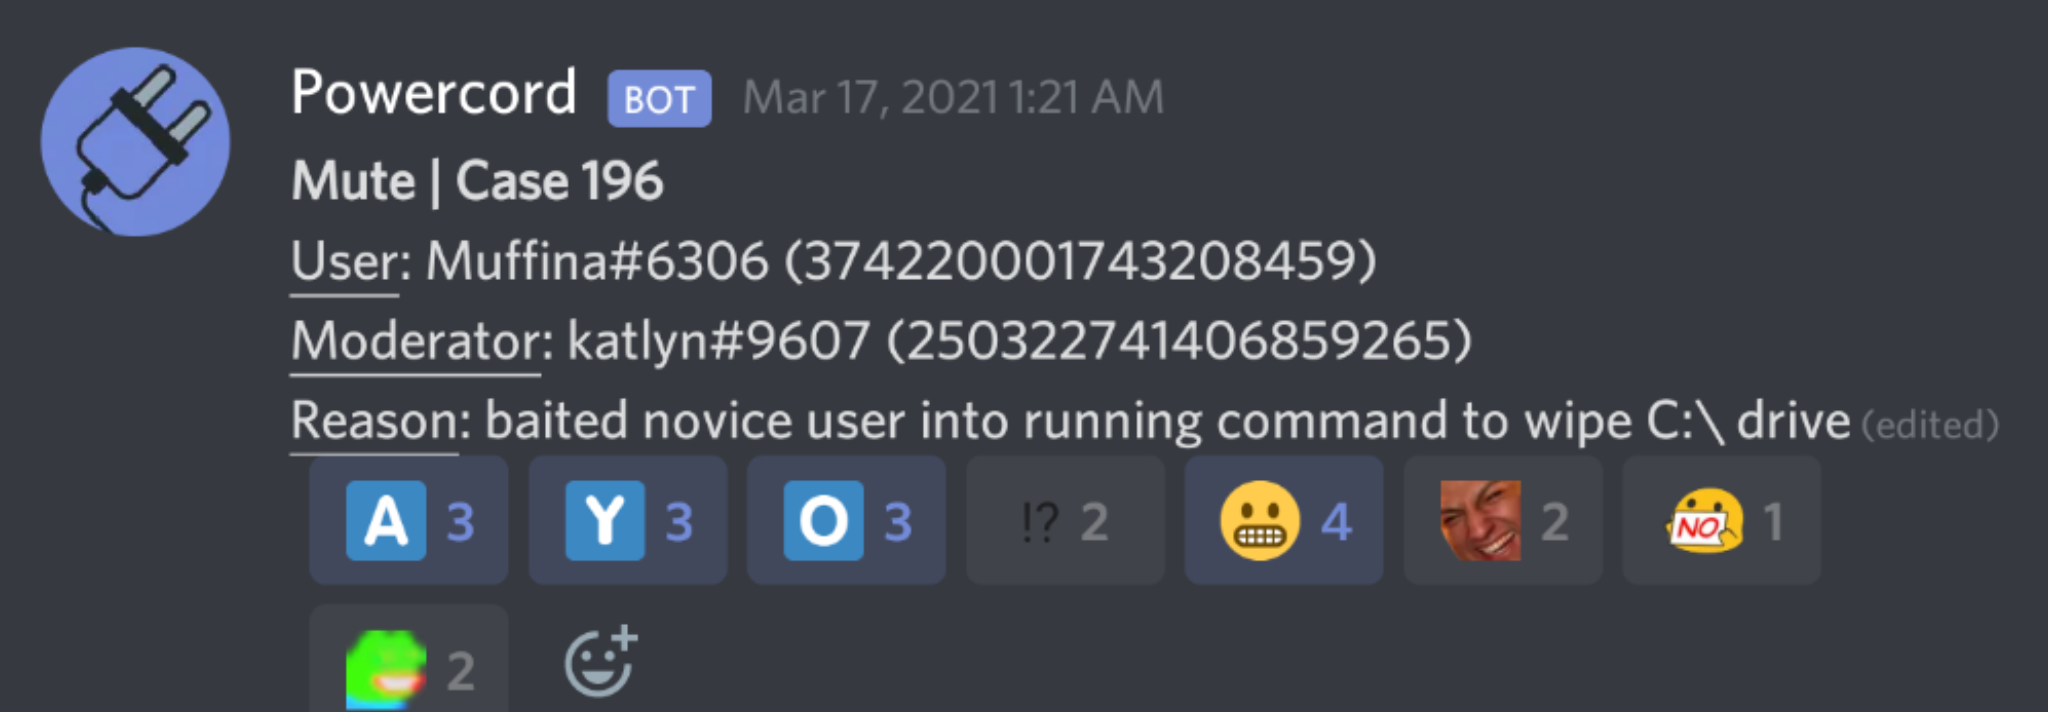 Powercord BOT Mar 17, 2021 1:21 AM
Mute | Case 196
User: Muffina#6306 (374220001743208459)
Moderator: katlyn#9607 (250322741406859265)
Reason: baited novice user into running command to wipe C:\ drive (edited)
A 3 Y 3 O 3 !? 2 4 2 NO 1
2